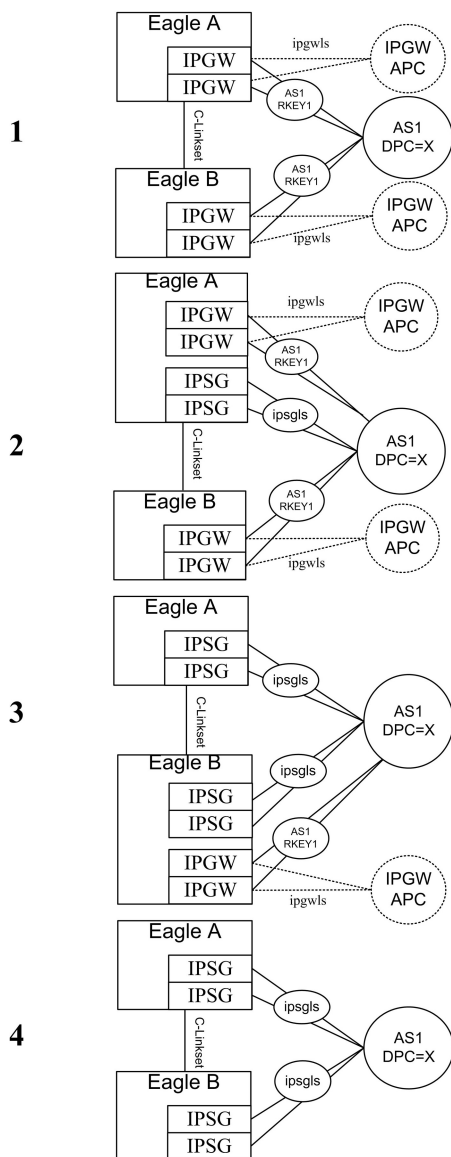 1
Eagle A
IPGW
IPGW
ipgwls
IPGW
APC
AS1
RKEY1
C-Linkset
AS1
DPC=X
Eagle B
AS1
RKEY1
IPGW
IPGW
ipgwls
IPGW
APC
2
Eagle A
IPGW
IPGW
ipgwls
IPGW
APC
AS1
RKEY1
IPSG
IPSG
ipsgls
AS1
DPC=X
C-Linkset
Eagle B
AS1
RKEY1
IPGW
IPGW
ipgwls
IPGW
APC
3
Eagle A
IPSG
IPSG
ipsgls
AS1
DPC=X
C-Linkset
Eagle B
ipsgls
IPSG
IPSG
AS1
RKEY1
IPGW
IPGW
ipgwls
IPGW
APC
4
Eagle A
IPSG
IPSG
ipsgls
C-Linkset
AS1
DPC=X
Eagle B
ipsgls
IPSG
IPSG